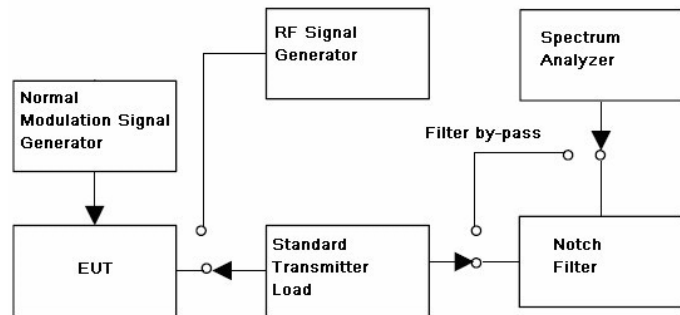 RF Signal
Generator
Spectrum
Analyzer
Normal
Modulation Signal
Generator
Filter by-pass
EUT
Standard
Transmitter
Load
Notch
Filter